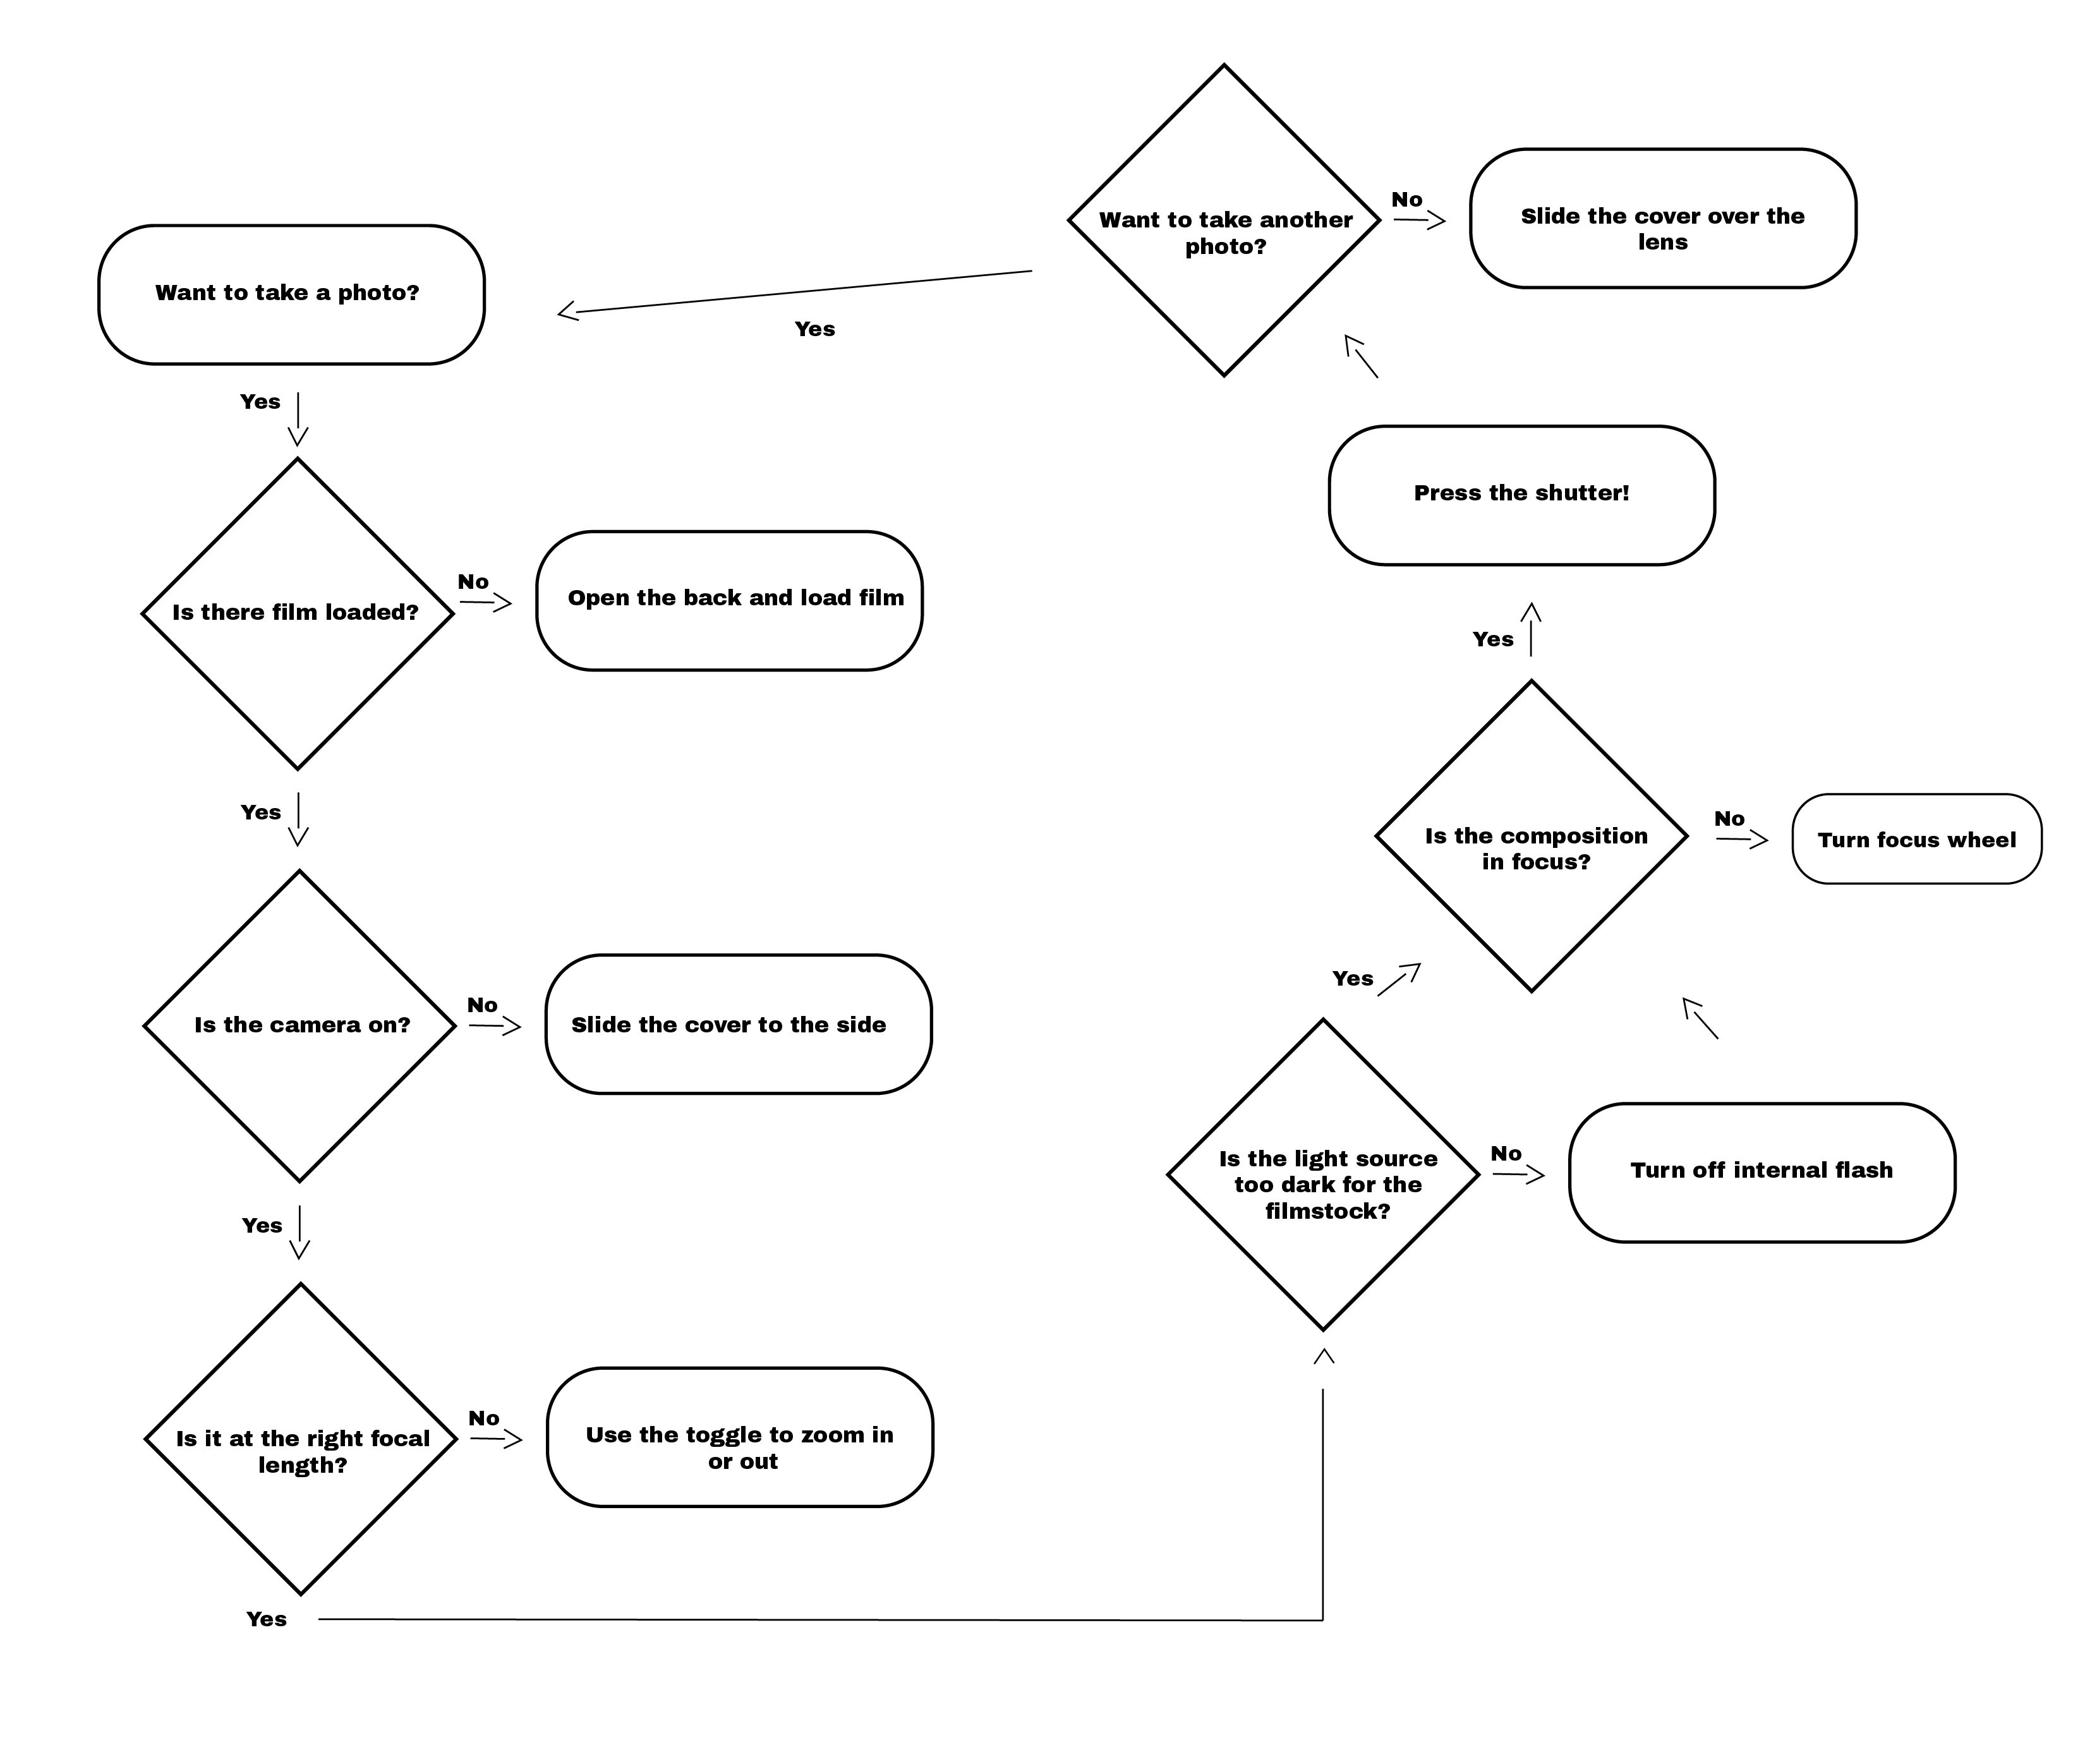 Want to take a photo?
Yes
Is there film loaded?
No
Open the back and load film
Yes
Is the camera on?
No
Slide the cover to the side
Yes
Is it at the right focal
length?
No
Use the toggle to zoom in
or out
Yes
Is the light source
too dark for the
filmstock?
No
Turn off internal flash
Yes
Is the composition
in focus?
No
Turn focus wheel
Yes
Press the shutter!
Want to take another
photo?
No
Slide the cover over the
lens
Yes